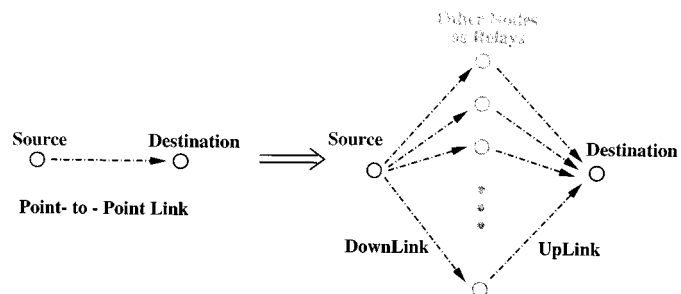 Source
Destination
Point- to - Point Link
Other Nodes
as Relays
Source
Destination
DownLink
UpLink